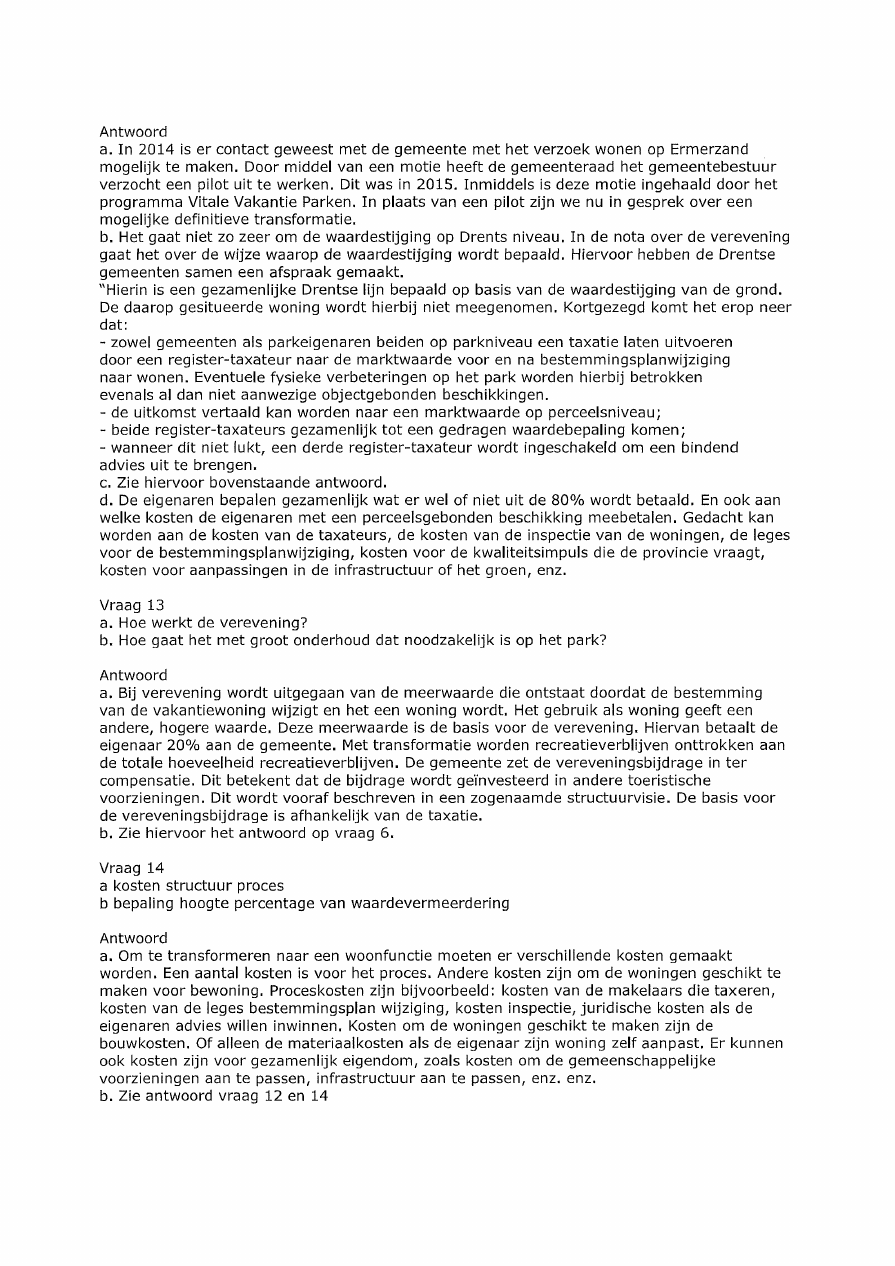 Antwoord
a. In 2014 is er contact geweest met de gemeente met het verzoek wonen op Ermerzand
mogelijk te maken. Door middel van een motie heeft de gemeenteraad het gemeentebestuur
verzocht een pilot uit te werken. Dit was in 2015. Inmiddels is deze motie ingehaald door het
programma Vitale Vakantie Parken. In plaats van een pilot zijn we nu in gesprek over een
mogelijke definitieve transformatie.
b. Het gaat niet zo zeer om de waardestijging op Drents niveau. In de nota over de verevening
gaat het over de wijze waarop de waardestijging wordt bepaald. Hiervoor hebben de Drentse
gemeenten samen een afspraak gemaakt.
"Hierin is een gezamenlijke Drentse lijn bepaald op basis van de waardestijging van de grond.
De daarop gesitueerde woning wordt hierbij niet meegenomen. Kortgezegd komt het erop neer
dat:
- zowel gemeenten als parkeigenaren beiden op parkniveau een taxatie laten uitvoeren
door een register-taxateur naar de marktwaarde voor en na bestemmingsplanwijziging
naar wonen. Eventuele fysieke verbeteringen op het park worden hierbij betrokken
evenals al dan niet aanwezige objectgebonden beschikkingen.
- de uitkomst vertaald kan worden naar een marktwaarde op perceelsniveau;
- beide register-taxateurs gezamenlijk tot een gedragen waardebepaling komen;
- wanneer dit niet lukt, een derde register-taxateur wordt ingeschakeld om een bindend
advies uit te brengen.
c. Zie hiervoor bovenstaande antwoord.
d. De eigenaren bepalen gezamenlijk wat er wel of niet uit de 80% wordt betaald. En ook aan
welke kosten de eigenaren met een perceelsgebonden beschikking meebetalen. Gedacht kan
worden aan de kosten van de taxateurs, de kosten van de inspectie van de woningen, de leges
voor de bestemmingsplanwijziging, kosten voor de kwaliteitsimpuls die de provincie vraagt,
kosten voor aanpassingen in de infrastructuur of het groen, enz.
Vraag 13
a. Hoe werkt de verevening?
b. Hoe gaat het met groot onderhoud dat noodzakelijk is op het park?
Antwoord
a. Bij verevening wordt uitgegaan van de meerwaarde die ontstaat doordat de bestemming
van de vakantiewoning wijzigt en het een woning wordt. Het gebruik als woning geeft een
andere, hogere waarde. Deze meerwaarde is de basis voor de verevening. Hiervan betaalt de
eigenaar 20% aan de gemeente. Met transformatie worden recreatieverblijven onttrokken aan
de totale hoeveelheid recreatieverblijven. De gemeente zet de vereveningsbijdrage in ter
compensatie. Dit betekent dat de bijdrage wordt geïnvesteerd in andere toeristische
voorzieningen. Dit wordt vooraf beschreven in een zogenaamde structuurvisie. De basis voor
de vereveningsbijdrage is afhankelijk van de taxatie.
b. Zie hiervoor het antwoord op vraag 6.
Vraag 14
a kosten structuur proces
b bepaling hoogte percentage van waardevermeerdering
Antwoord
a. Om te transformeren naar een woonfunctie moeten er verschillende kosten gemaakt
worden. Een aantal kosten is voor het proces. Andere kosten zijn om de woningen geschikt te
maken voor bewoning. Proceskosten zijn bijvoorbeeld: kosten van de makelaars die taxeren,
kosten van de leges bestemmingsplan wijziging, kosten inspectie, juridische kosten als de
eigenaren advies willen inwinnen. Kosten om de woningen geschikt te maken zijn de
bouwkosten. Of alleen de materiaalkosten als de eigenaar zijn woning zelf aanpast. Er kunnen
ook kosten zijn voor gezamenlijk eigendom, zoals kosten om de gemeenschappelijke
voorzieningen aan te passen, infrastructuur aan te passen, enz. enz.
b. Zie antwoord vraag 12 en 14